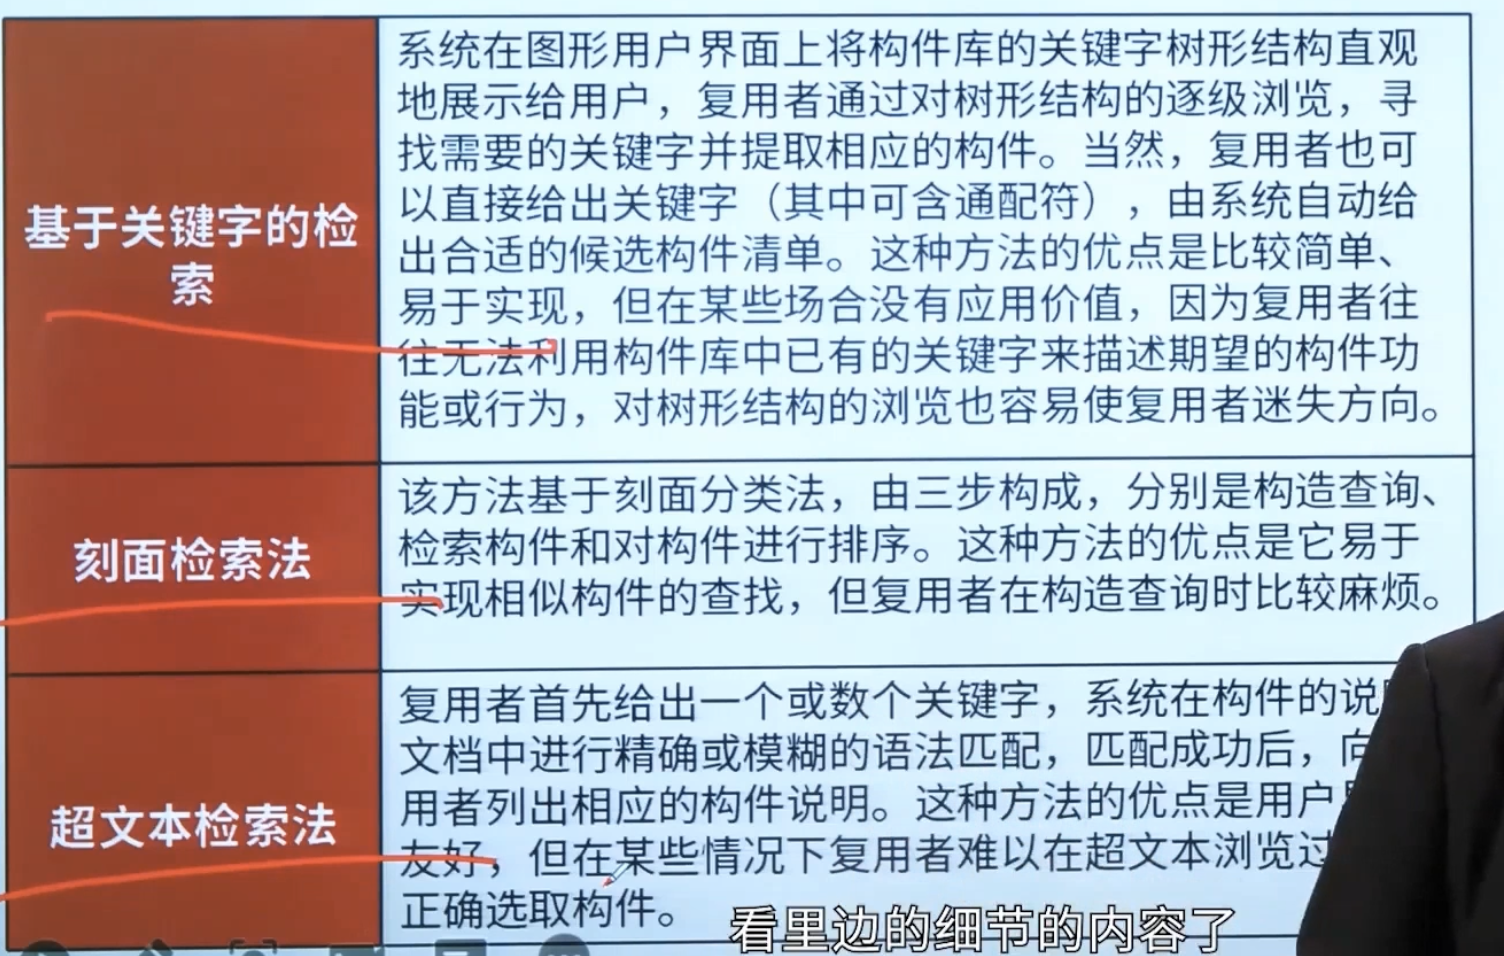 基于关键字的检
索
系统在图形用户界面上将构件库的关键字树形结构直观
地展示给用户，复用者通过对树形结构的逐级浏览，寻
找需要的关键字并提取相应的构件。当然，复用者也可
以直接给出关键字（其中可含通配符），由系统自动给
出合适的候选构件清单。这种方法的优点是比较简单、
易于实现，但在某些场合没有应用价值，因为复用者往
往无法利用构件库中已有的关键字来描述期望的构件功
能或行为，对树形结构的浏览也容易使复用者迷失方向。
刻面检索法
该方法基于刻面分类法，由三步构成，分别是构造查询、
检索构件和对构件进行排序。这种方法的优点是它易于
实现相似构件的查找，但复用者在构造查询时比较麻烦。
超文本检索法
复用者首先给出一个或数个关键字，系统在构件的说
文档中进行精确或模糊的语法匹配，匹配成功后，向
用者列出相应的构件说明。这种方法的优点是用户
友好，但在某些情况下复用者难以在超文本浏览过
正确选取构件。
看里边的细节的内容了